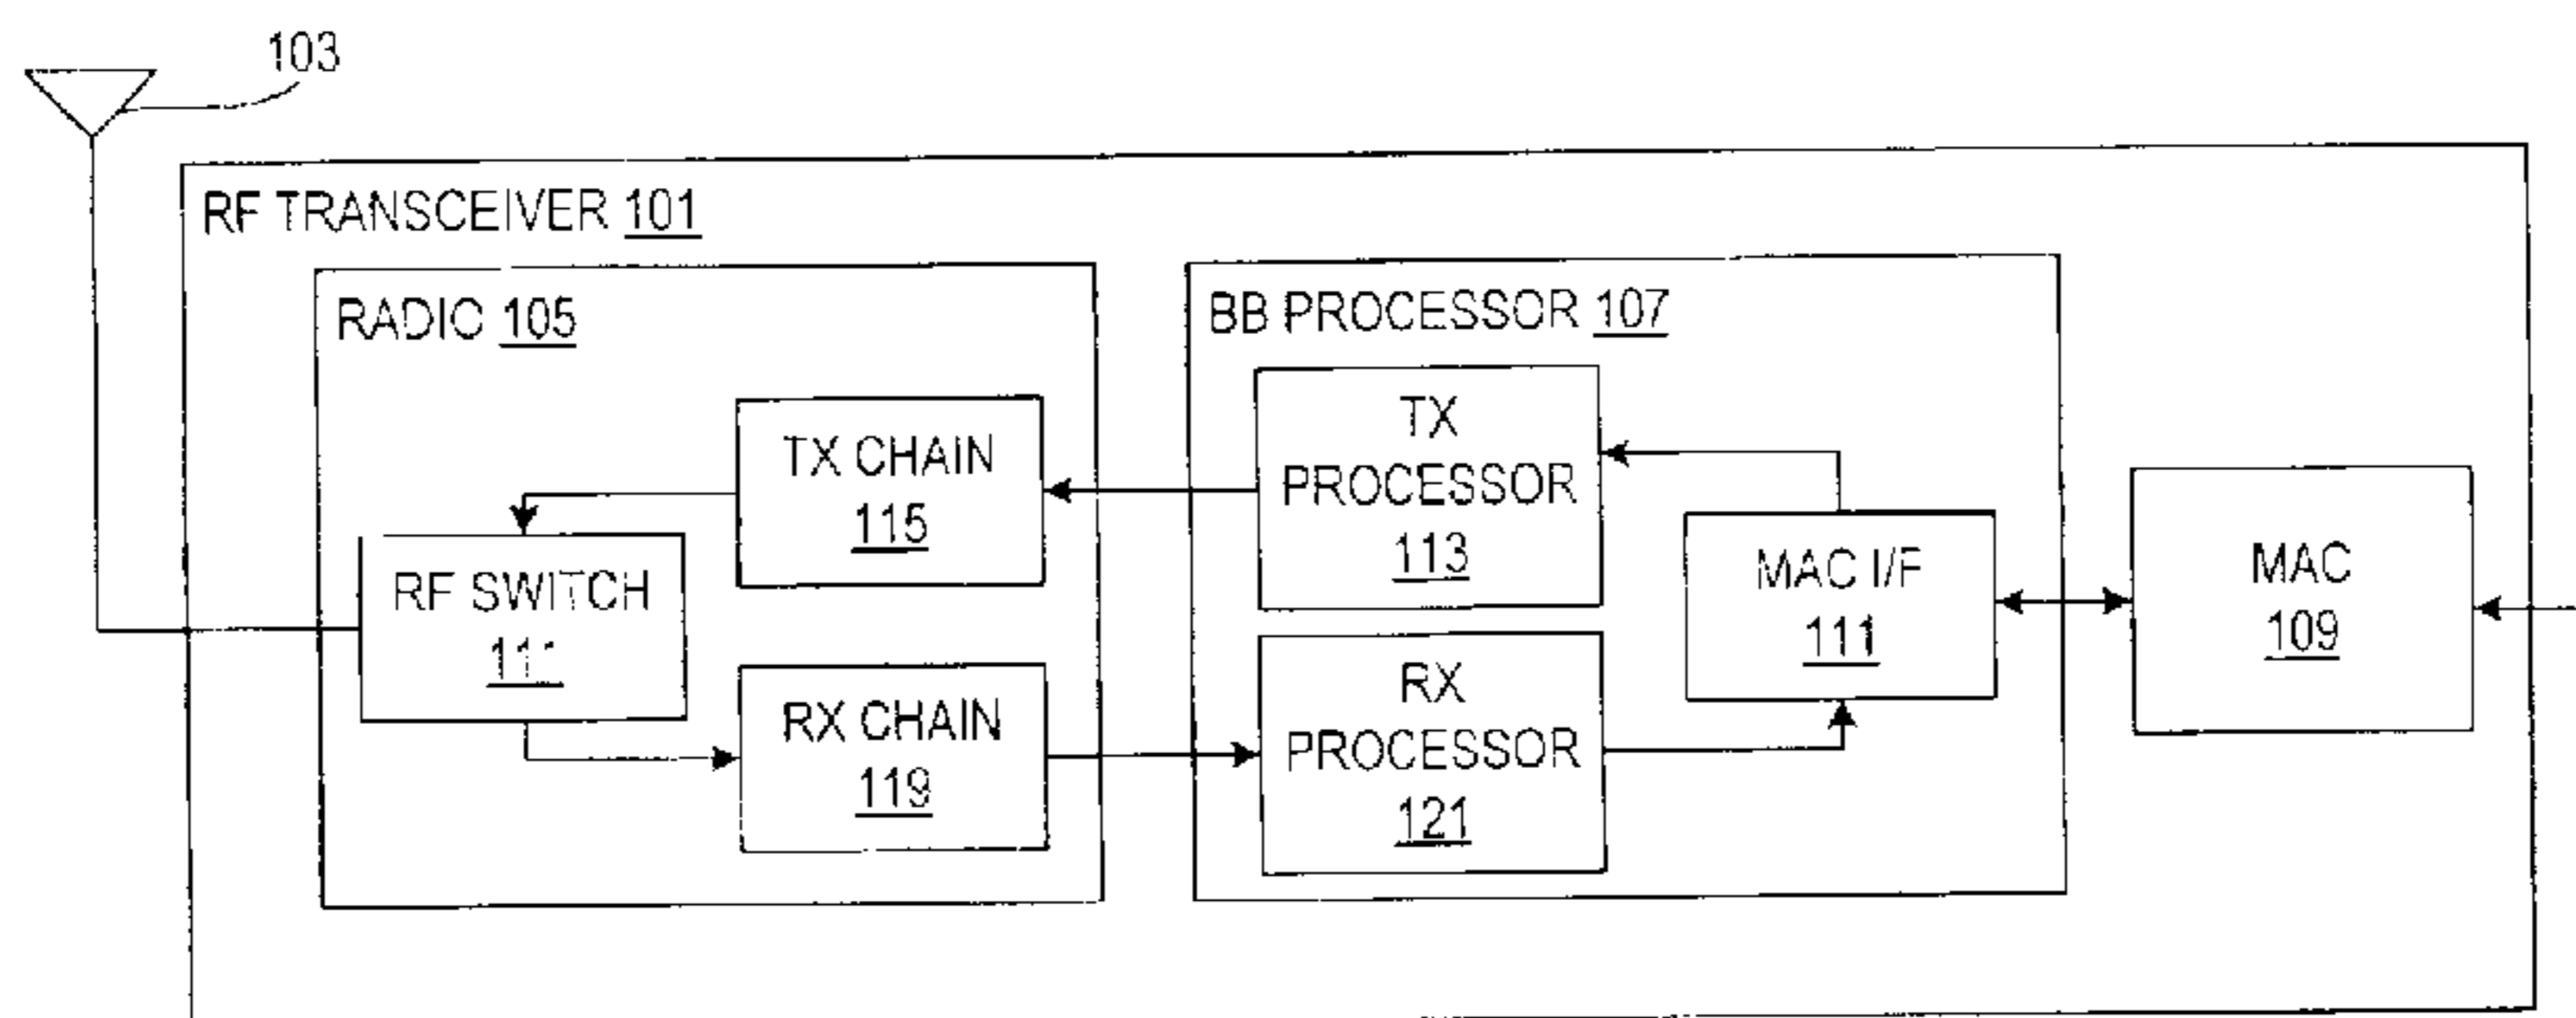 103
RF TRANSCEIVER 101
RADIO 105
BB PROCESSOR 107
TX CHAIN
115
TX
PROCESSOR
113
RF SWITCH
111
MAC I/F
111
MAC
109
RX CHAIN
119
RX
PROCESSOR
121